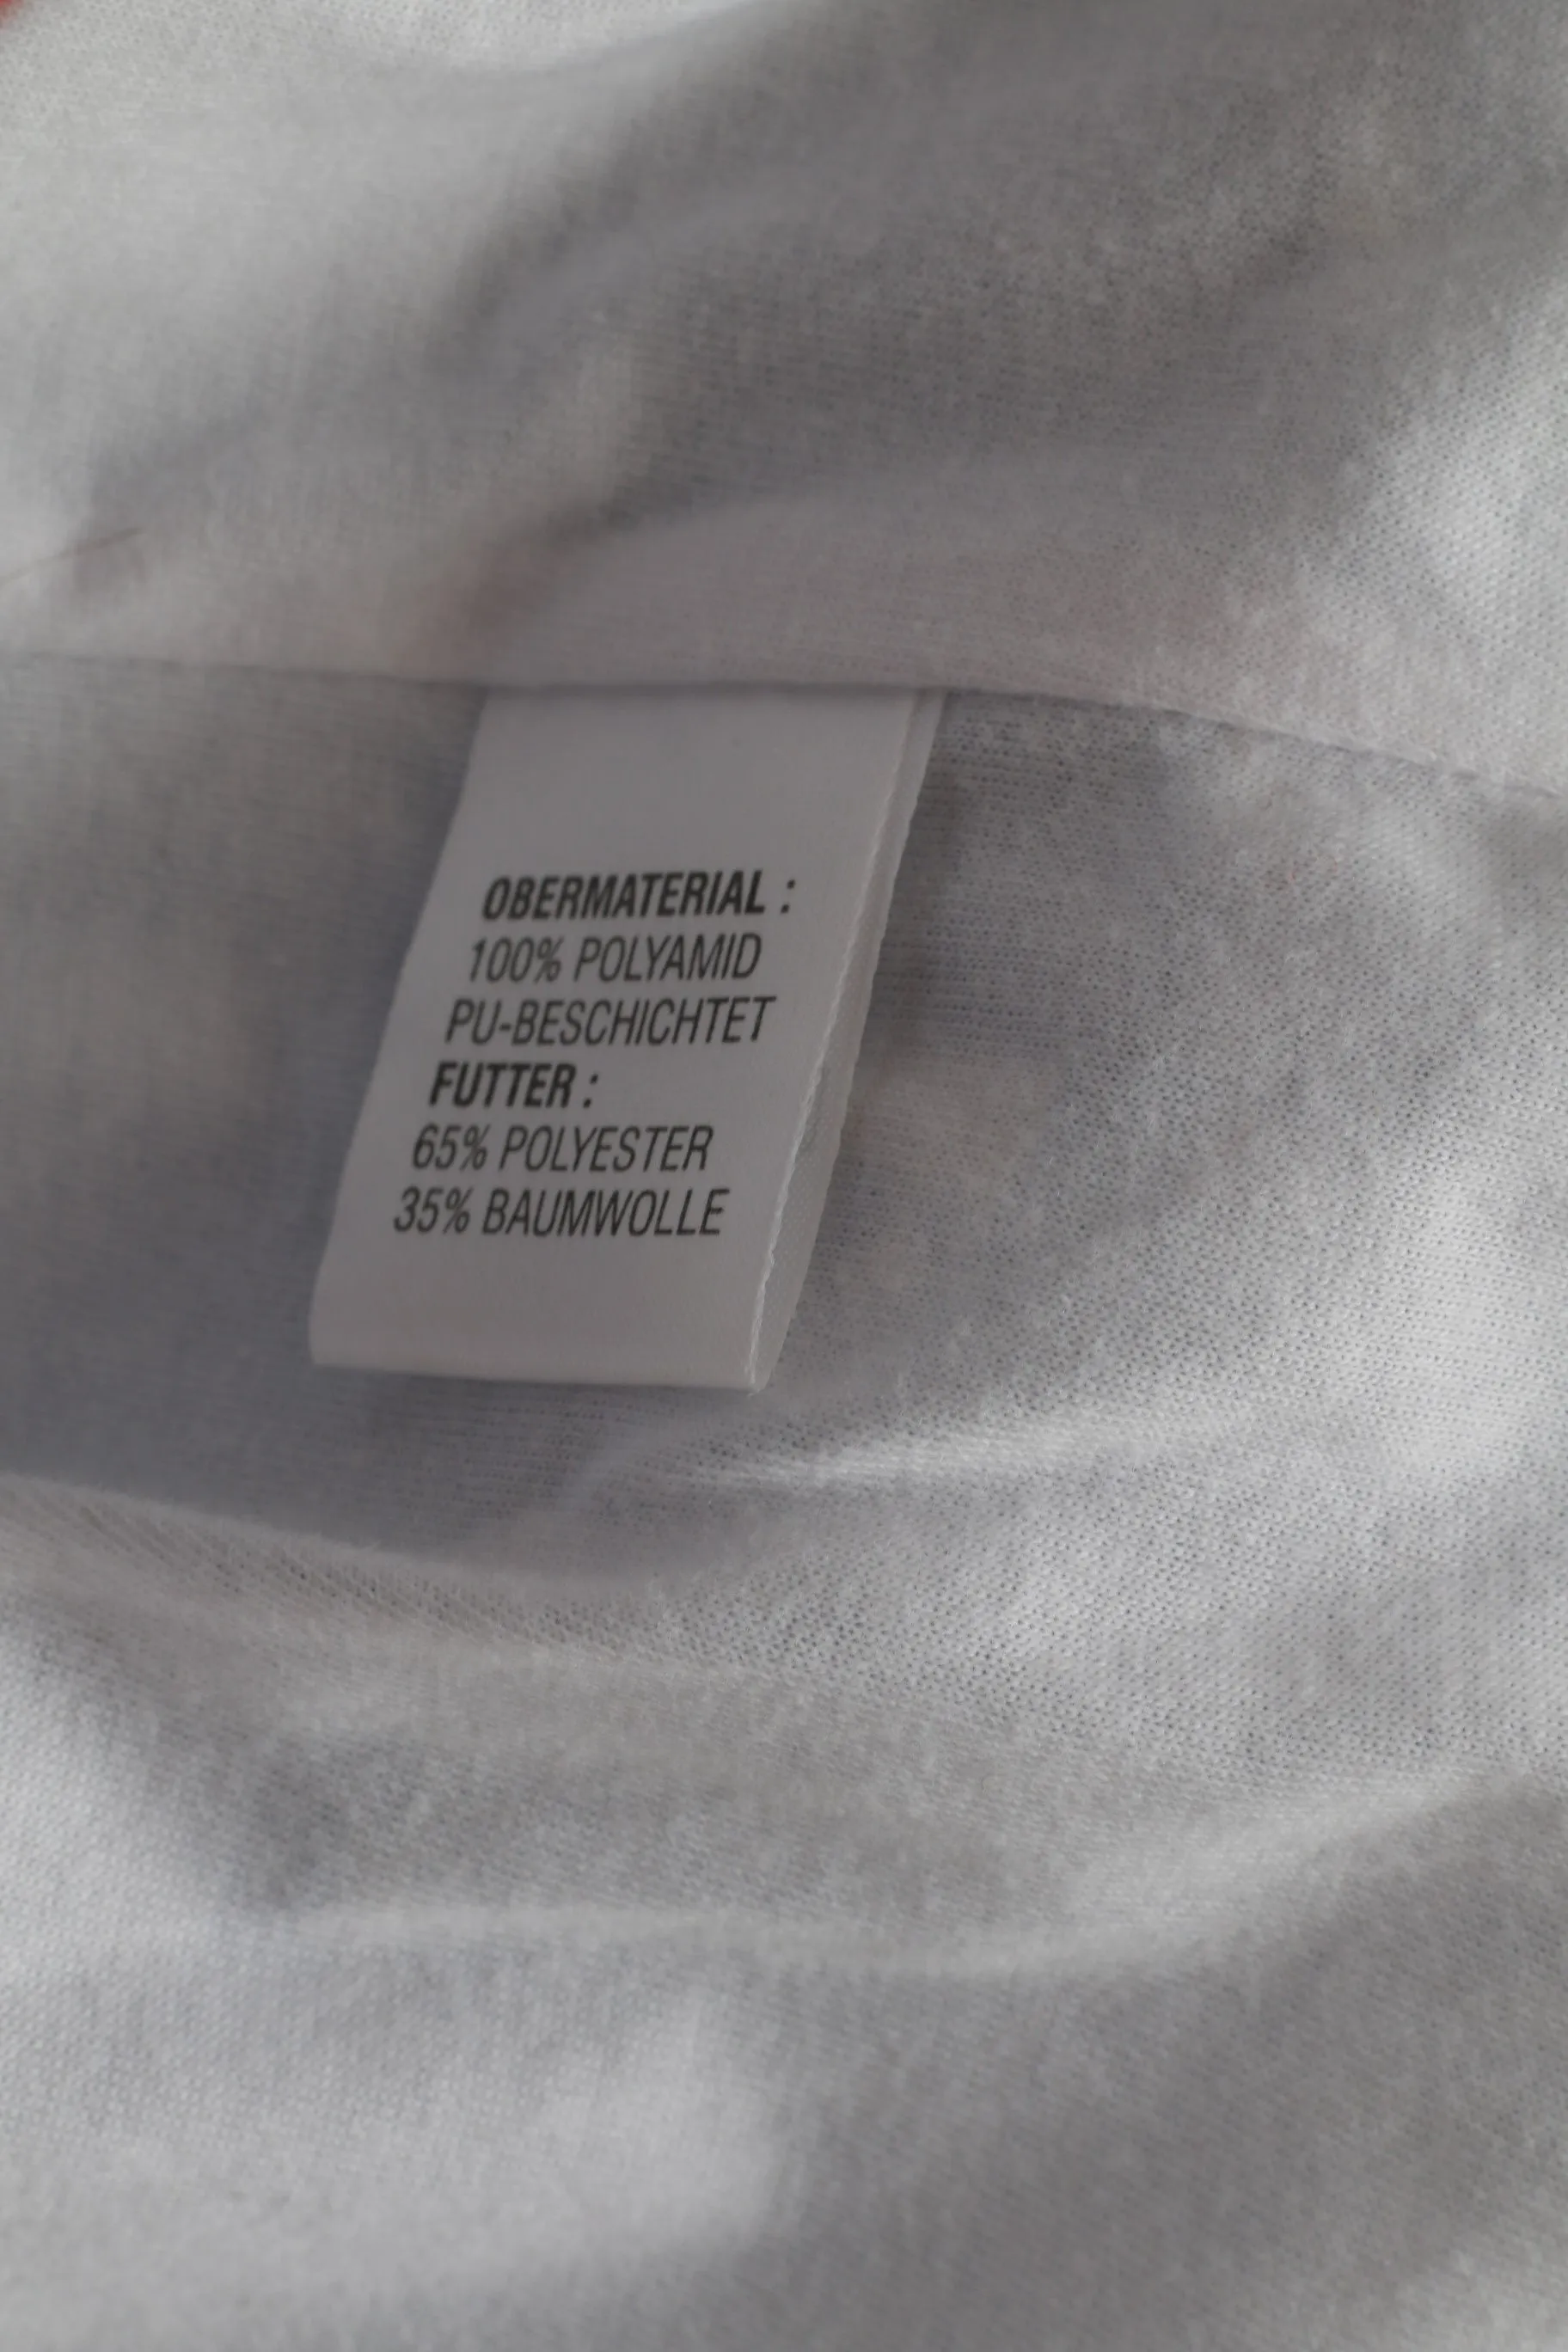 OBERMATERIAL :
100% POLYAMID
PU-BESCHICHTET
FUTTER :
65% POLYESTER
35% BAUMWOLLE